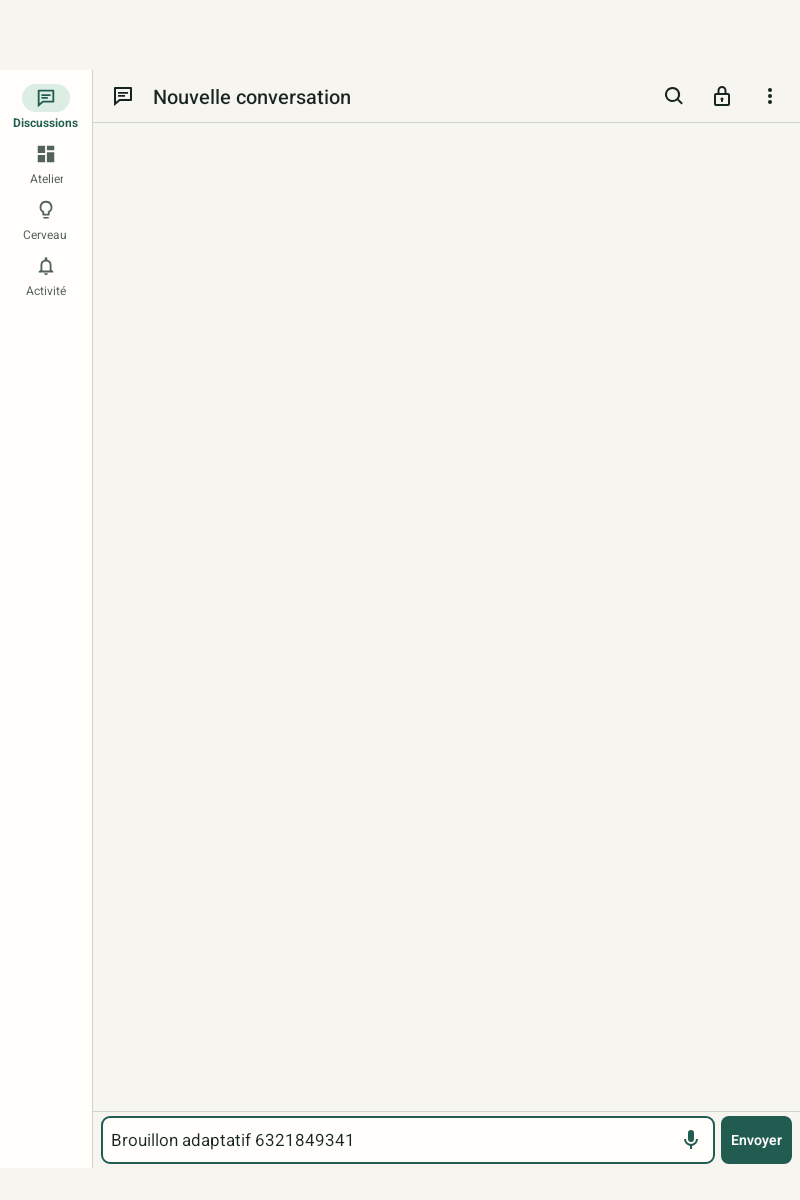 Nouvelle conversation
Discussions
Atelier
Cerveau
Activité
Brouillon adaptatif 6321849341
Envoyer